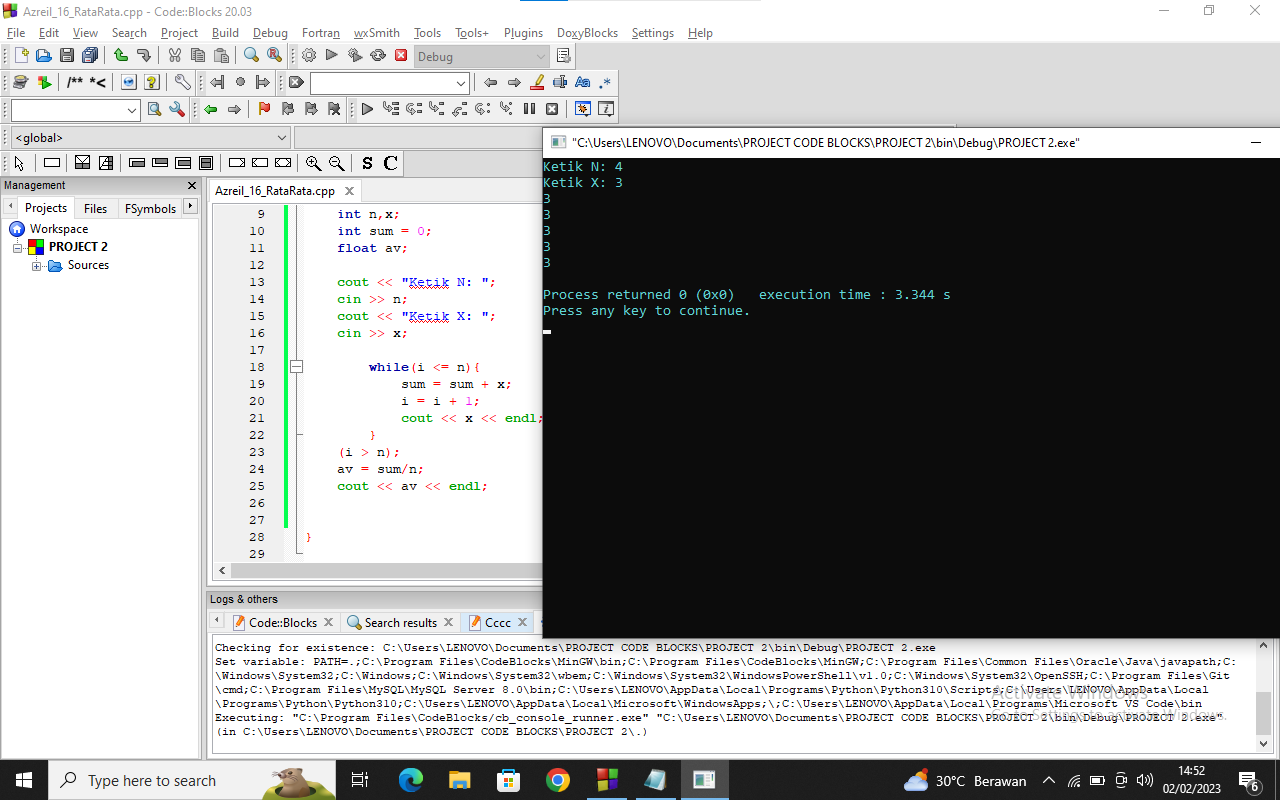 Azreil_16_RataRata.cpp - Code::Blocks 20.03
File Edit View Search Project Build Debug Fortran wxSmith Tools Tools+ Plugins DoxyBlocks Settings Help
Debug
/** *<
<global>
S C
Management
Projects Files FSymbols
Workspace
PROJECT 2
Sources
Azreil_16_RataRata.cpp
9 int n,x;
10 int sum = 0;
11 float av;
12
13 cout << "Ketik N: ";
14 cin >> n;
15 cout << "Ketik X: ";
16 cin >> x;
17
18 while(i <= n){
19 sum = sum + x;
20 i = i + 1;
21 cout << x << endl;
22 }
23 (i > n);
24 av = sum/n;
25 cout << av << endl;
26
27
28 }
29
"C:\Users\LENOVO\Documents\PROJECT CODE BLOCKS\PROJECT 2\bin\Debug\PROJECT 2.exe"
Ketik N: 4
Ketik X: 3
3
3
3
3
3
Process returned 0 (0x0) execution time : 3.344 s
Press any key to continue.
Logs & others
Code::Blocks Search results Cccc
Checking for existence: C:\Users\LENOVO\Documents\PROJECT CODE BLOCKS\PROJECT 2\bin\Debug\PROJECT 2.exe
Set variable: PATH=.;C:\Program Files\CodeBlocks\MinGW\bin;C:\Program Files\CodeBlocks\MinGW;C:\Program Files\Common Files\Oracle\Java\javapath;C:
\Windows\System32;C:\Windows;C:\Windows\System32\wbem;C:\Windows\System32\WindowsPowerShell\v1.0;C:\Windows\System32\OpenSSH;C:\Program Files\Git
\cmd;C:\Program Files\MySQL\MySQL Server 8.0\bin;C:\Users\LENOVO\AppData\Local\Programs\Python\Python310\Scripts;C:\Users\LENOVO\AppData\Local
\Programs\Python\Python310;C:\Users\LENOVO\AppData\Local\Microsoft\WindowsApps;\;C:\Users\LENOVO\AppData\Local\Programs\Microsoft VS Code\bin
Executing: "C:\Program Files\CodeBlocks/cb_console_runner.exe" "C:\Users\LENOVO\Documents\PROJECT CODE BLOCKS\PROJECT 2\bin\Debug\PROJECT 2.exe"
(in C:\Users\LENOVO\Documents\PROJECT CODE BLOCKS\PROJECT 2\.)
Activate Windows
Go to Settings to activate Windows.
Type here to search
30°C Berawan
14:52
02/02/2023
6